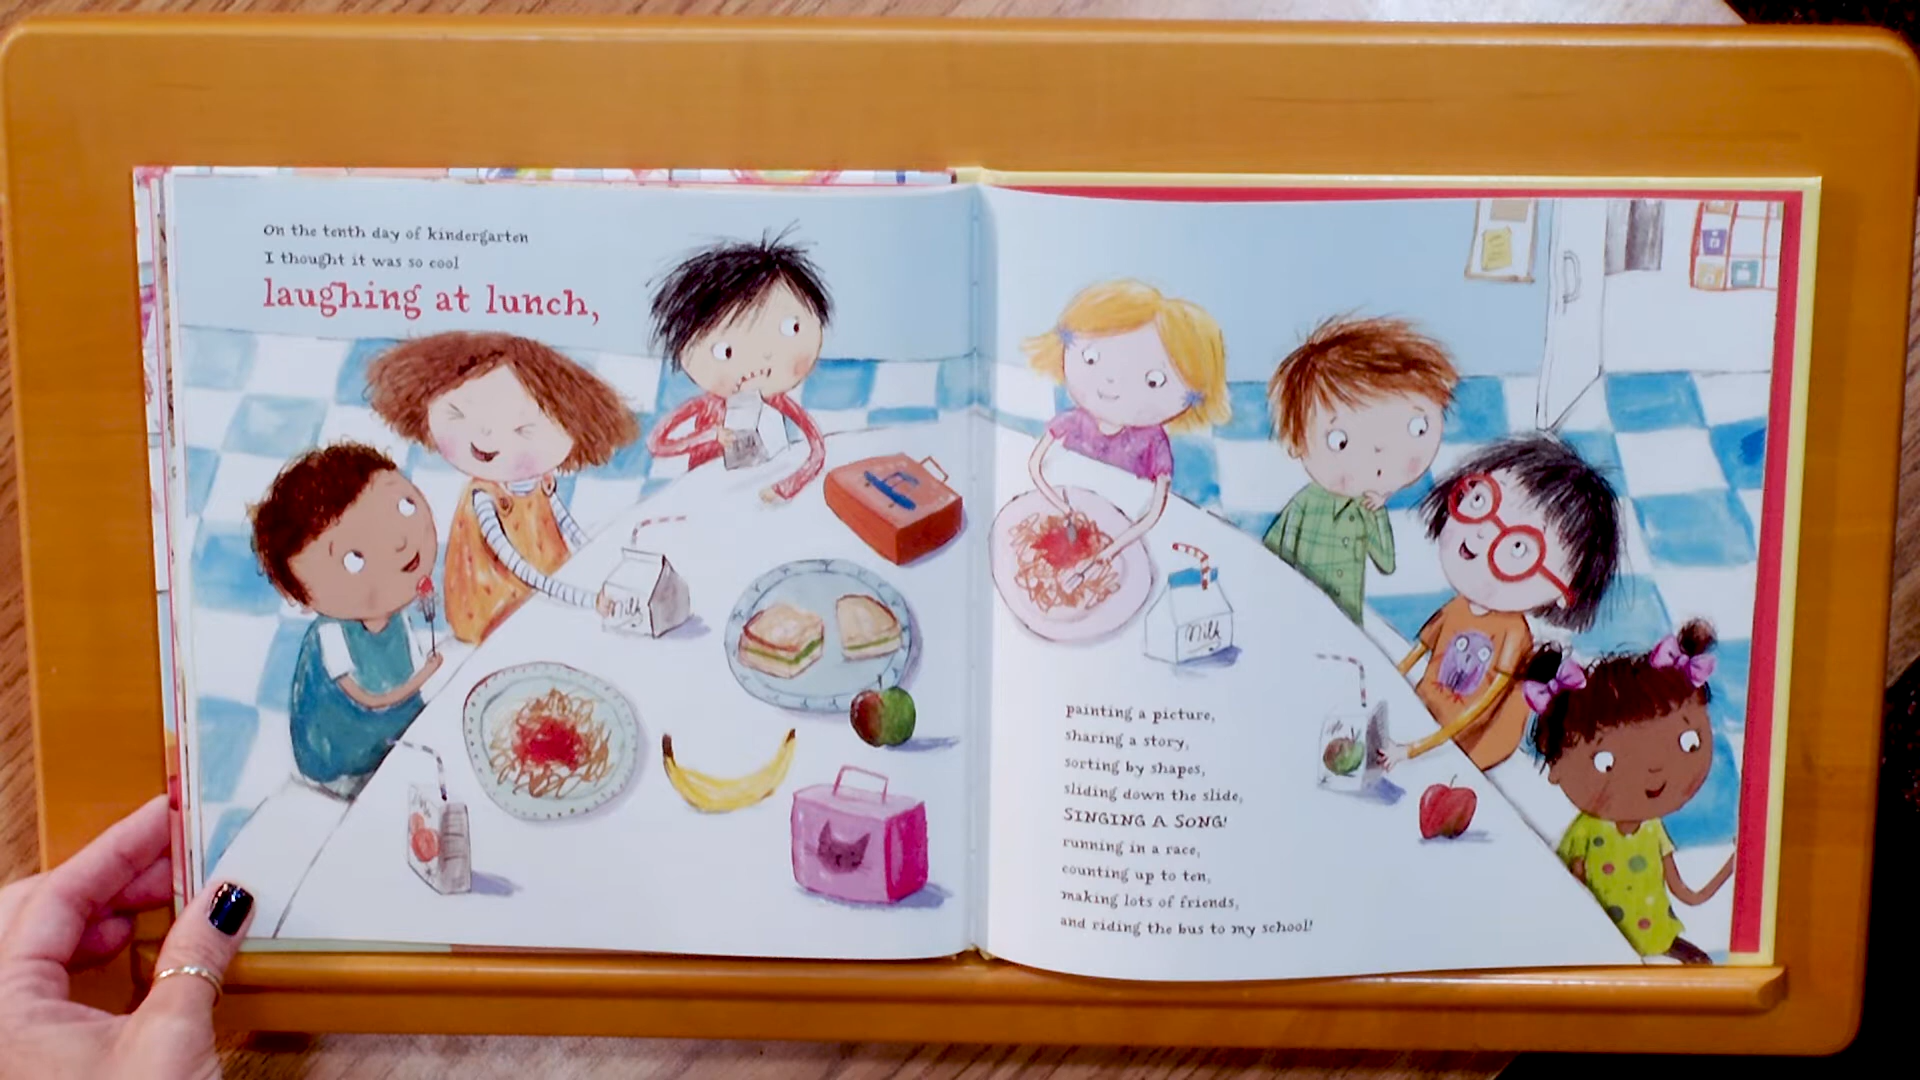 On the tenth day of kindergarten
I thought it was so cool
laughing at lunch,
Milk
Milk
painting a picture,
sharing a story,
sorting by shapes,
sliding down the slide,
SINGING A SONG!
running in a race,
counting up to ten,
making lots of friends,
and riding the bus to my school!